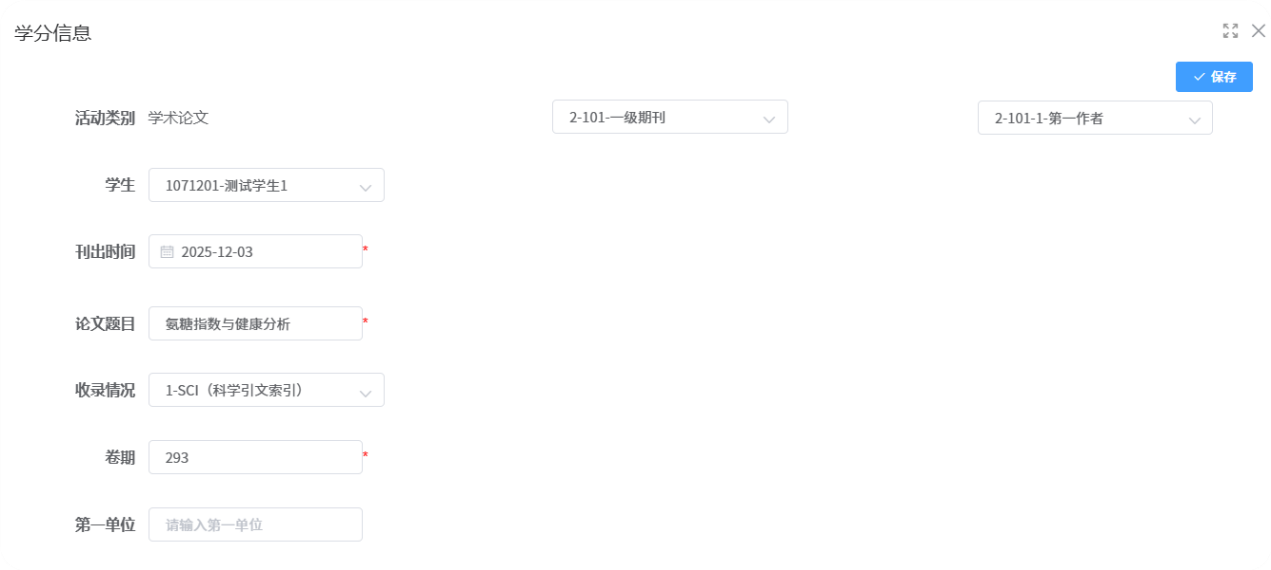 学分信息
保存
活动类别 学术论文 2-101-一级期刊 2-101-1-第一作者
学生 1071201-测试学生1
刊出时间 2025-12-03 *
论文题目 氨糖指数与健康分析 *
收录情况 1-SCI（科学引文索引）
卷期 293 *
第一单位 请输入第一单位